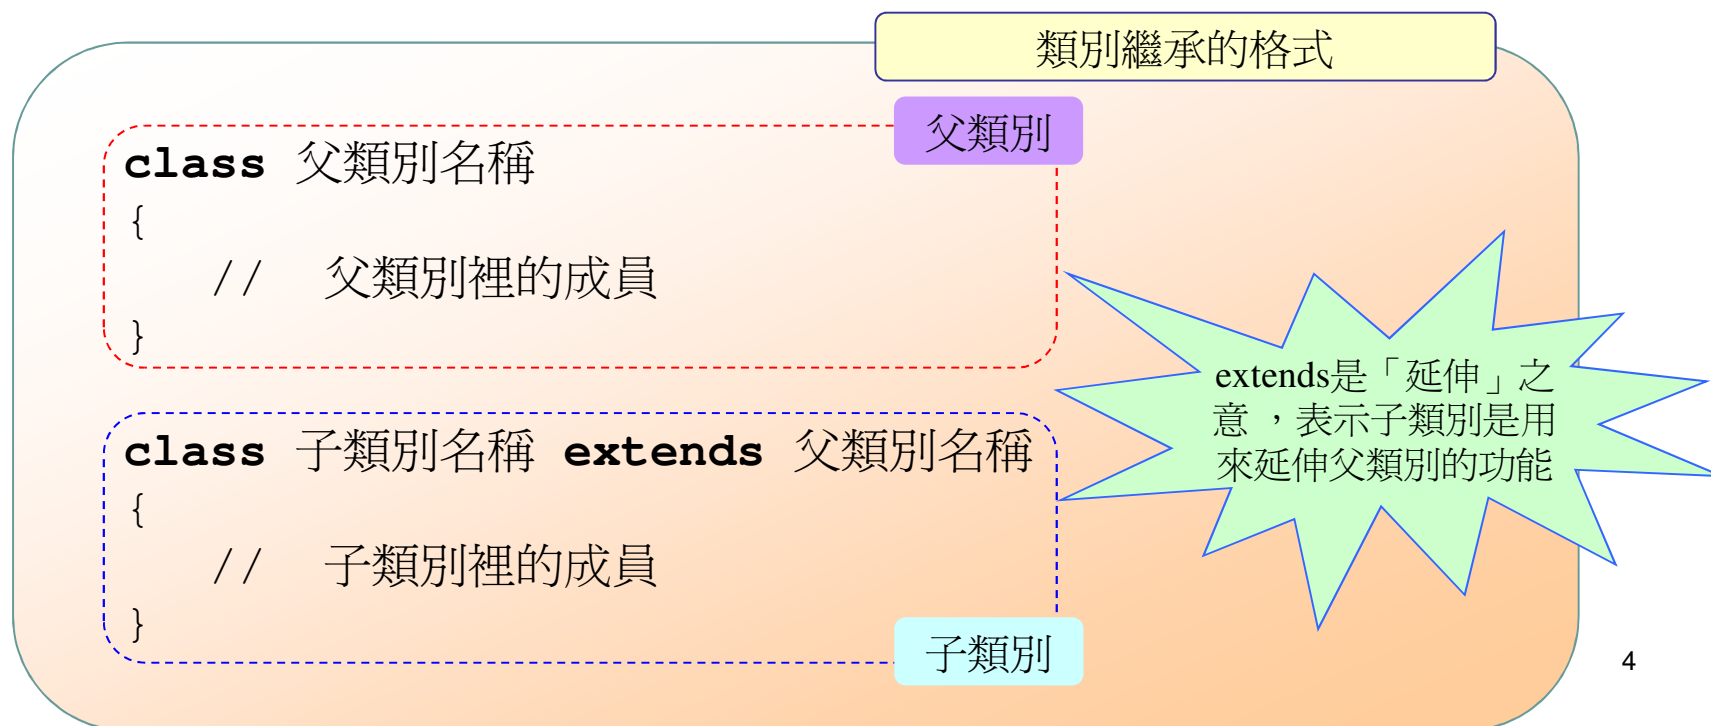 類別繼承的格式
父類別
class 父類別名稱
{
// 父類別裡的成員
}
class 子類別名稱 extends 父類別名稱
{
// 子類別裡的成員
}
子類別
extends是「延伸」之
意 ，表示子類別是用
來延伸父類別的功能
4